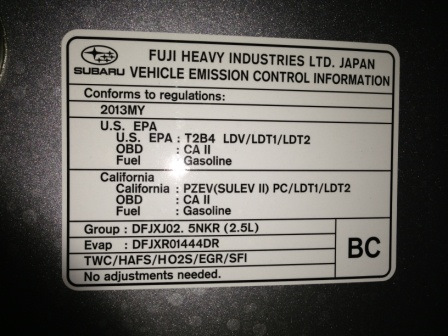 SUBARU
FUJI HEAVY INDUSTRIES LTD. JAPAN
VEHICLE EMISSION CONTROL INFORMATION
Conforms to regulations:
2013MY
U.S. EPA
U.S. EPA : T2B4 LDV/LDT1/LDT2
OBD : CA II
Fuel : Gasoline
California
California : PZEV(SULEV II) PC/LDT1/LDT2
OBD : CA II
Fuel : Gasoline
Group : DFJXJ02. 5NKR (2.5L)
Evap : DFJXR01444DR
TWC/HAFS/HO2S/EGR/SFI
No adjustments needed.
BC